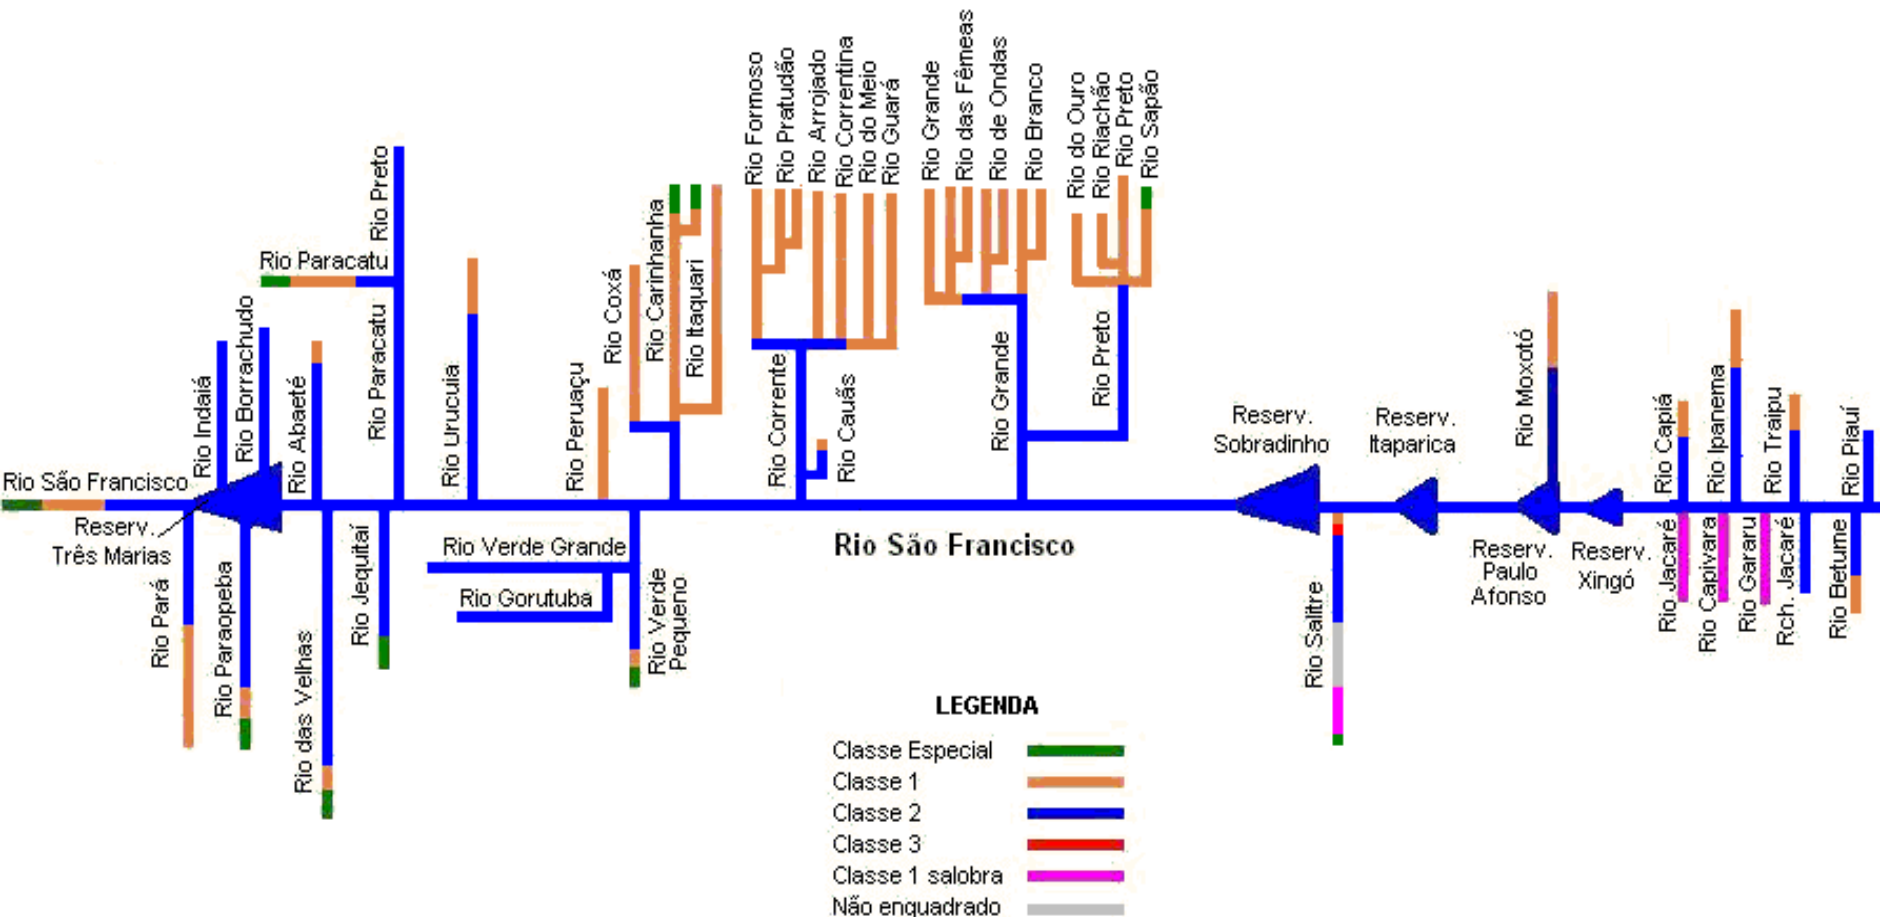 Rio São Francisco
Reserv.
Três Marias
Rio Indaiá
Rio Borrachudo
Rio Abaeté
Rio Paracatu
Rio Preto
Rio Paracatu
Rio Urucuia
Rio Peruaçu
Rio Coxá
Rio Carinhanha
Rio Itaquari
Rio Formoso
Rio Pratudão
Rio Arrojado
Rio Correntina
Rio do Meio
Rio Guará
Rio Corrente
Rio Cauãs
Rio Grande
Rio das Fêmeas
Rio de Ondas
Rio Branco
Rio Grande
Rio do Ouro
Rio Riachão
Rio Preto
Rio Sapão
Rio Preto
Reserv.
Sobradinho
Reserv.
Itaparica
Rio Moxotó
Rio Capiá
Rio Ipanema
Rio Traipu
Rio Piauí
Rio Pará
Rio Paraopeba
Rio das Velhas
Rio Jequitaí
Rio Verde Grande
Rio Gorutuba
Rio Verde
Pequeno
Rio São Francisco
Rio Salitre
Reserv.
Paulo
Afonso
Reserv.
Xingó
Rio Jacaré
Rio Capivara
Rio Gararu
Rch. Jacaré
Rio Betume
LEGENDA
Classe Especial
Classe 1
Classe 2
Classe 3
Classe 1 salobra
Não enquadrado